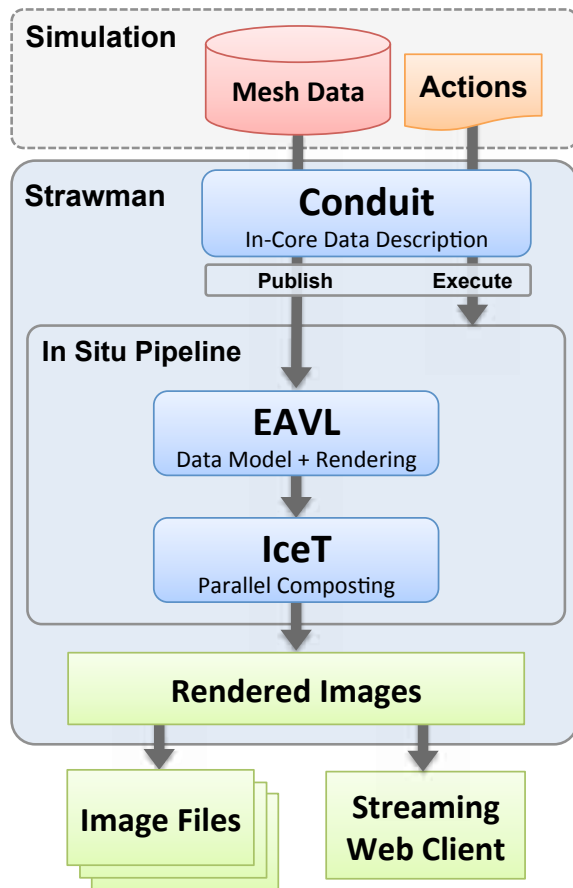 Simulation
Mesh Data
Actions
Strawman
Conduit
In-Core Data Description
Publish
Execute
In Situ Pipeline
EAVL
Data Model + Rendering
IceT
Parallel Composting
Rendered Images
Image Files
Streaming
Web Client